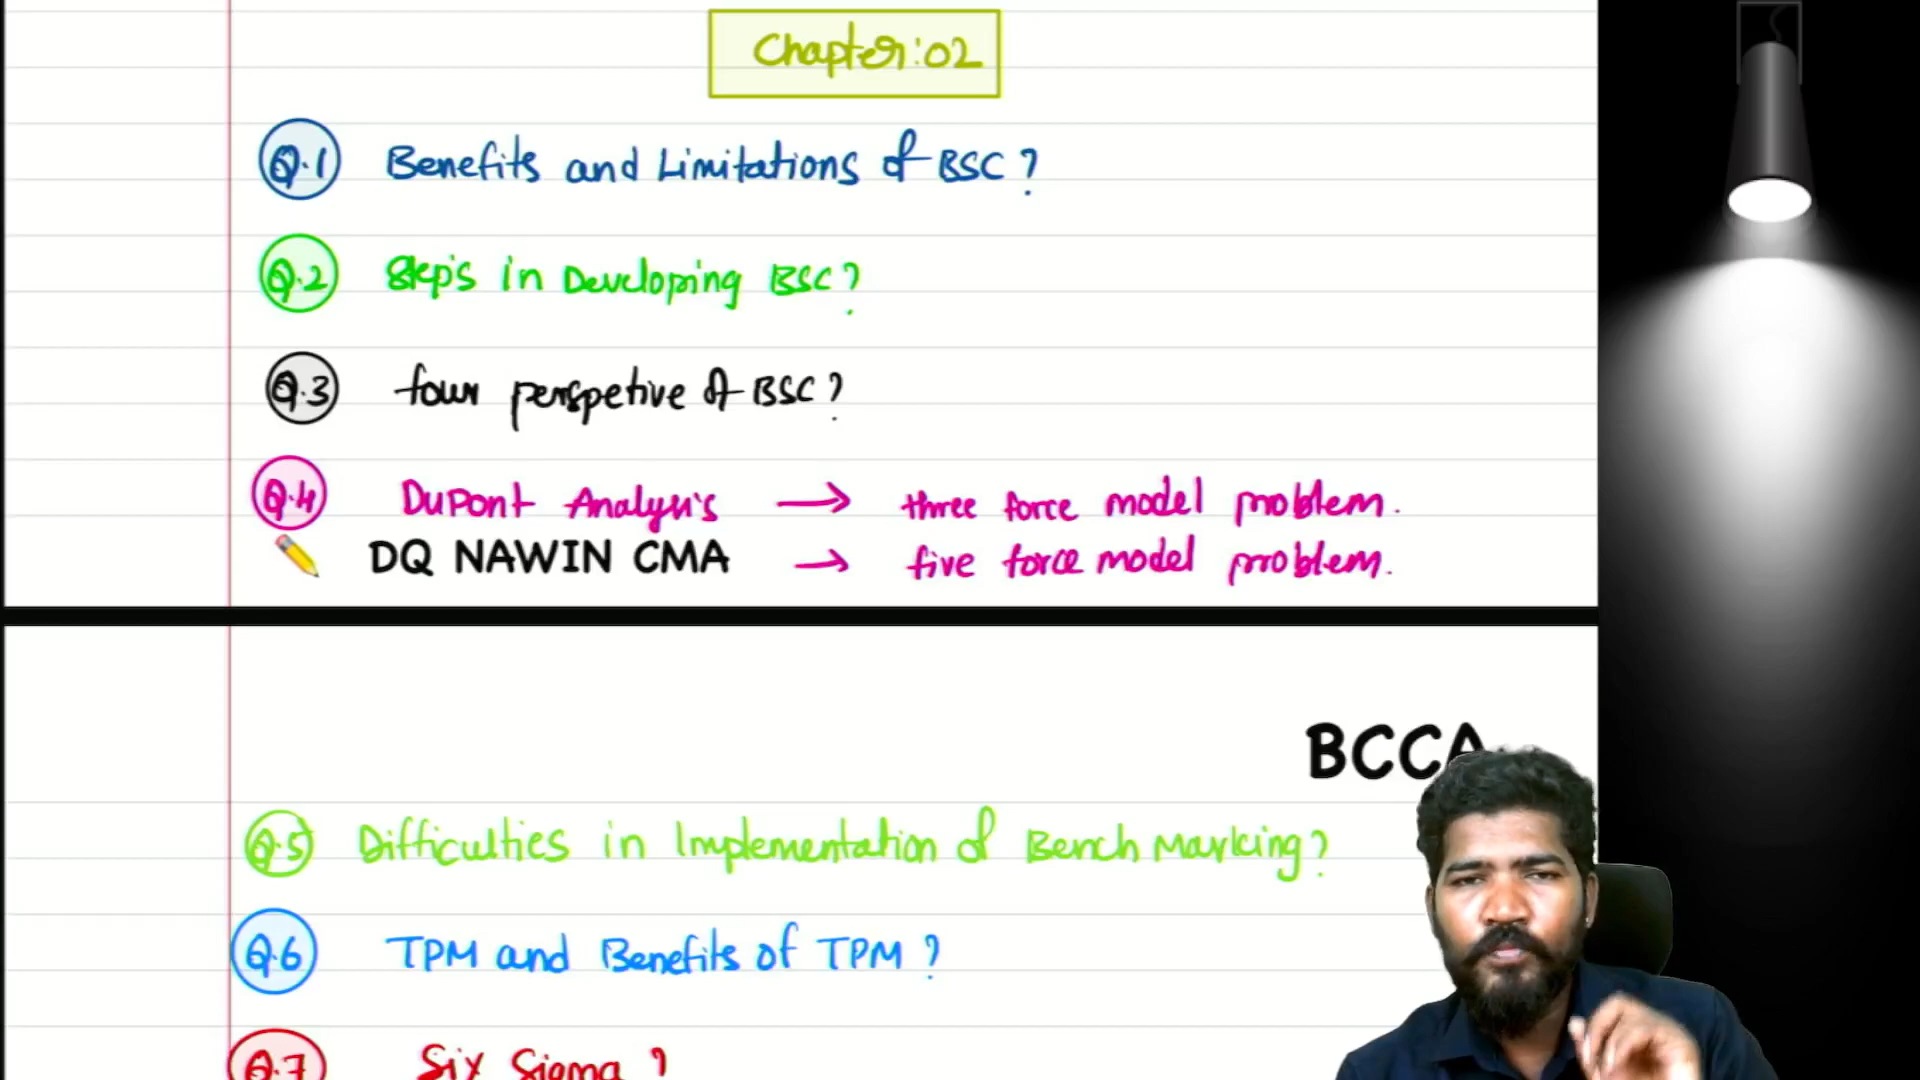 Chapter:02
Q.1 Benefits and Limitations of BSC?
Q.2 Steps in Developing BSC?
Q.3 four perspetive of BSC?
Q.4 DuPont Analysis → three force model problem.
DQ NAWIN CMA → five force model problem.
BCCA
Q.5 Difficulties in Implementation of Bench Marking?
Q.6 TPM and Benefits of TPM?
Q.7 Six Sigma?